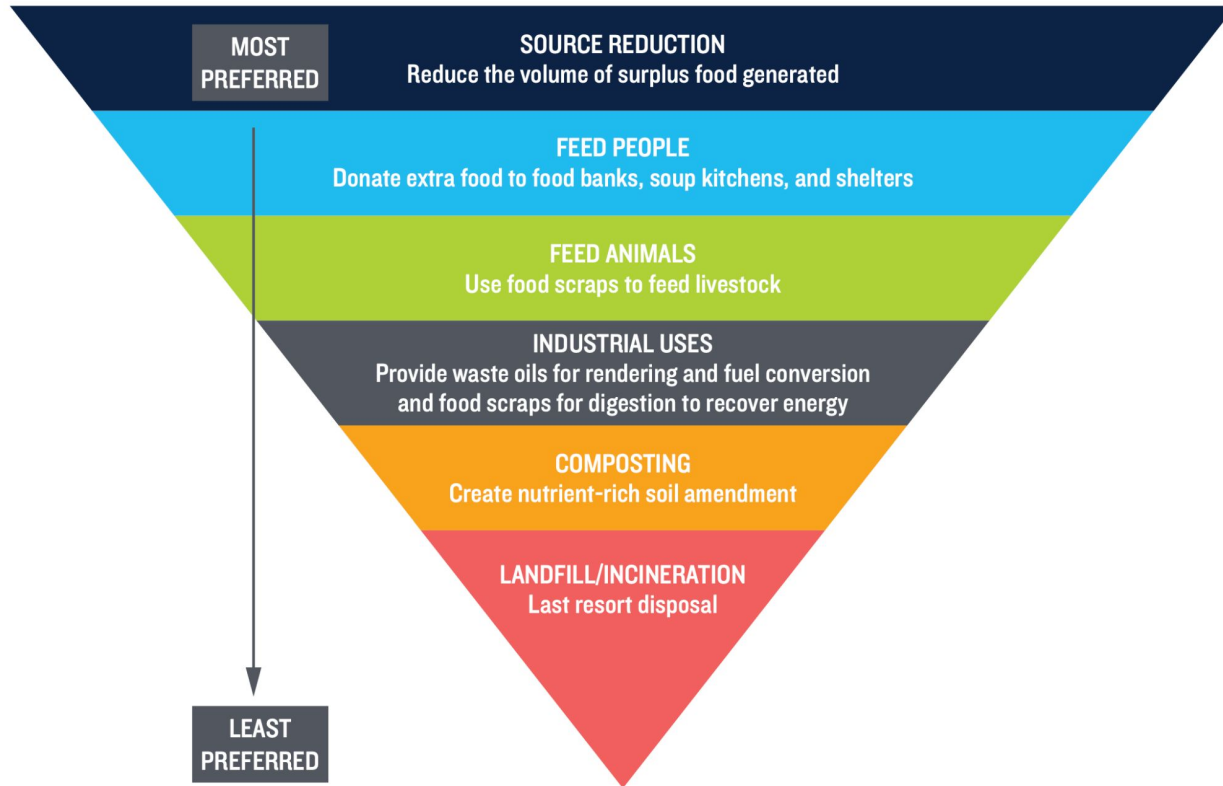 MOST
PREFERRED
SOURCE REDUCTION
Reduce the volume of surplus food generated
FEED PEOPLE
Donate extra food to food banks, soup kitchens, and shelters
FEED ANIMALS
Use food scraps to feed livestock
INDUSTRIAL USES
Provide waste oils for rendering and fuel conversion
and food scraps for digestion to recover energy
COMPOSTING
Create nutrient-rich soil amendment
LANDFILL/INCINERATION
Last resort disposal
LEAST
PREFERRED